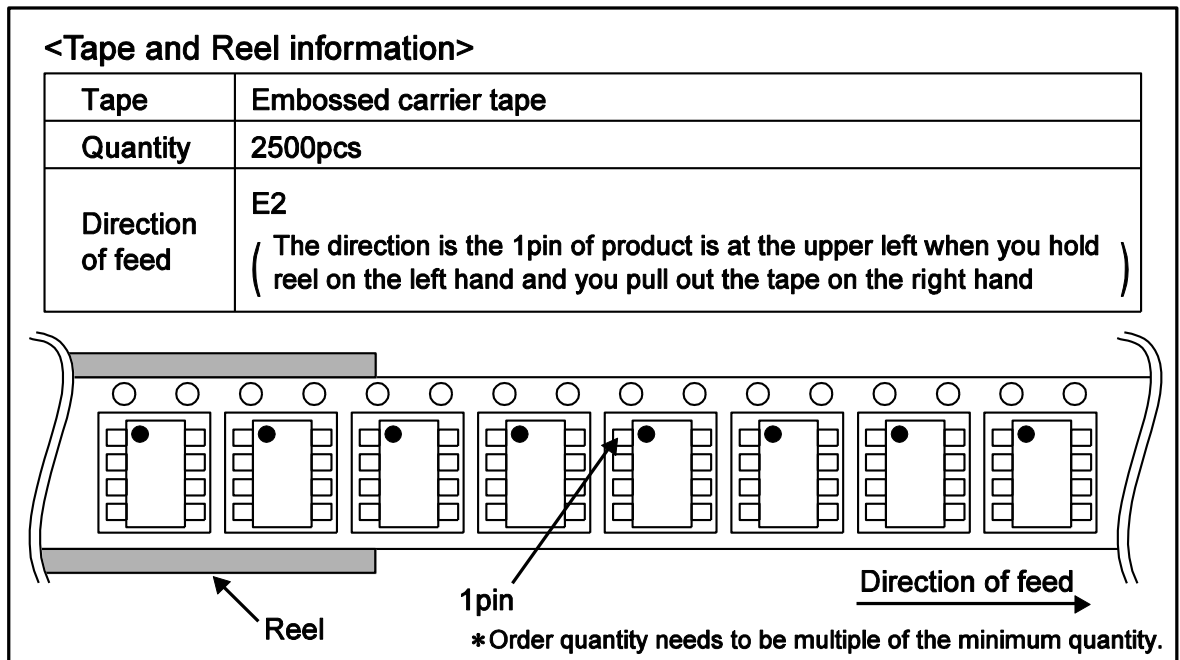 <Tape and Reel information>
Tape Embossed carrier tape
Quantity 2500pcs
Direction of feed E2
( The direction is the 1pin of product is at the upper left when you hold
reel on the left hand and you pull out the tape on the right hand )
1pin
Reel
Direction of feed
*Order quantity needs to be multiple of the minimum quantity.